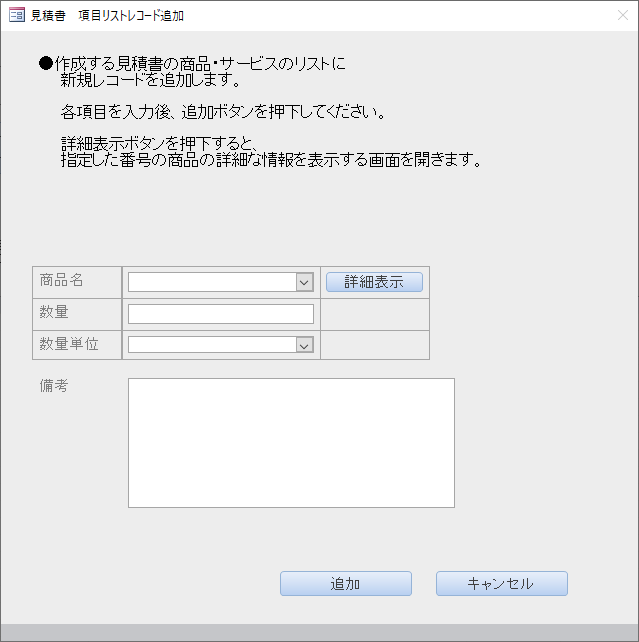 見積書　項目リストレコード追加
●作成する見積書の商品・サービスのリストに
新規レコードを追加します。
各項目を入力後、追加ボタンを押下してください。
詳細表示ボタンを押下すると、
指定した番号の商品の詳細な情報を表示する画面を開きます。
商品名
詳細表示
数量
数量単位
備考
追加
キャンセル